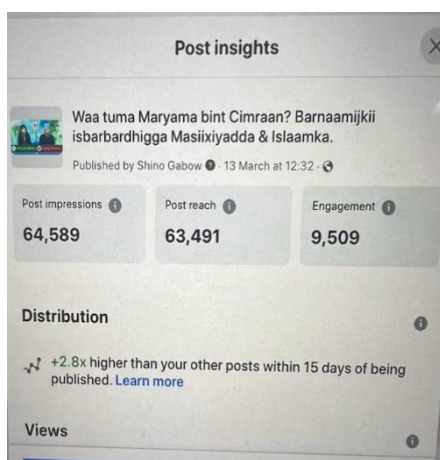 Post insights
Waa tuma Maryama bint Cimraan? Barnaamijkii
isbarbardhigga Masiixiyadda & Islaamka.
Published by Shino Gabow · 13 March at 12:32 ·
Post impressions
Post reach
Engagement
64,589
63,491
9,509
Distribution
+2.8x higher than your other posts within 15 days of being
published. Learn more
Views